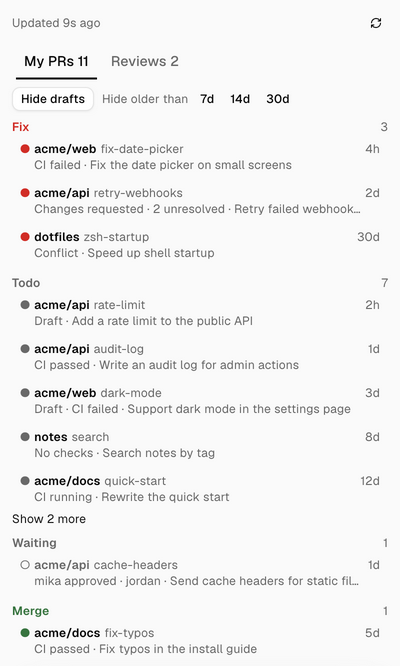 Updated 9s ago
My PRs 11 Reviews 2
Hide drafts Hide older than 7d 14d 30d
Fix 3
acme/web fix-date-picker 4h
CI failed · Fix the date picker on small screens
acme/api retry-webhooks 2d
Changes requested · 2 unresolved · Retry failed webhook...
dotfiles zsh-startup 30d
Conflict · Speed up shell startup
Todo 7
acme/api rate-limit 2h
Draft · Add a rate limit to the public API
acme/api audit-log 1d
CI passed · Write an audit log for admin actions
acme/web dark-mode 3d
Draft · CI failed · Support dark mode in the settings page
notes search 8d
No checks · Search notes by tag
acme/docs quick-start 12d
CI running · Rewrite the quick start
Show 2 more
Waiting 1
acme/api cache-headers 1d
mika approved · jordan · Send cache headers for static fil...
Merge 1
acme/docs fix-typos 5d
CI passed · Fix typos in the install guide